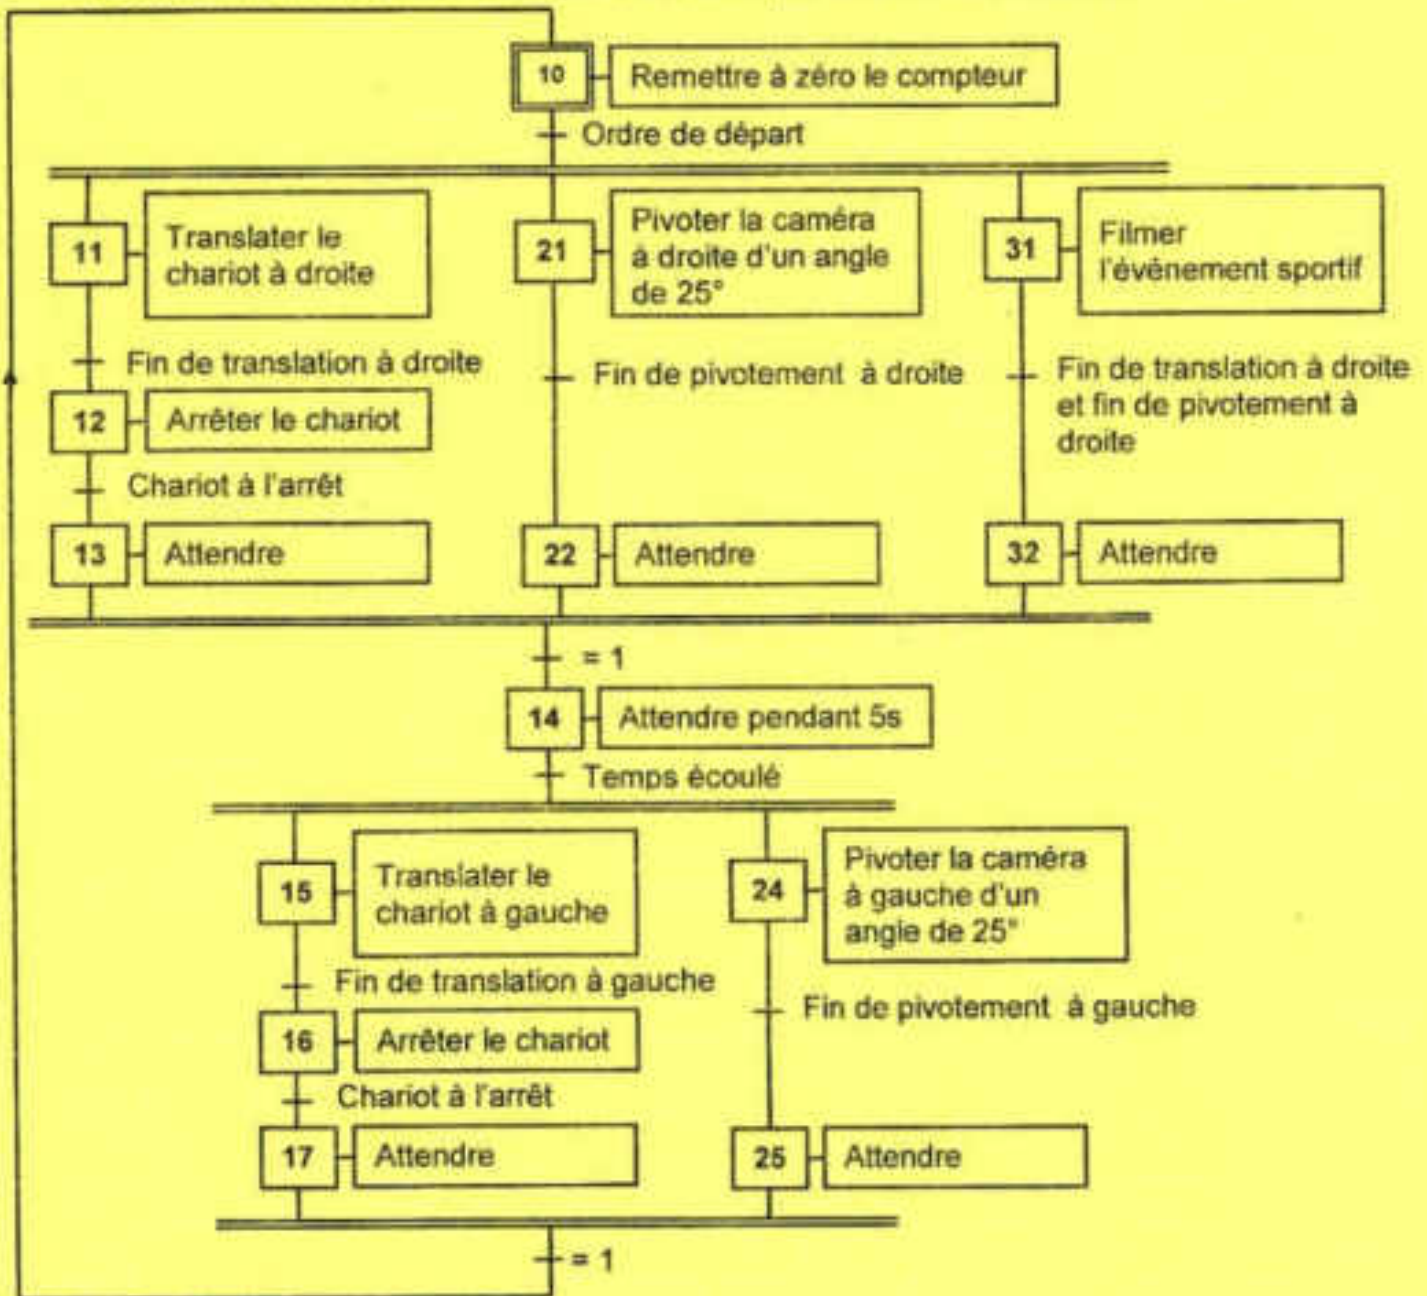 10 Remettre à zéro le compteur
Ordre de départ
11 Translater le
chariot à droite
21 Pivoter la caméra
à droite d'un angle
de 25°
31 Filmer
l'évènement sportif
Fin de translation à droite
Fin de pivotement à droite
Fin de translation à droite
et fin de pivotement à
droite
12 Arrêter le chariot
Chariot à l'arrêt
13 Attendre
22 Attendre
32 Attendre
= 1
14 Attendre pendant 5s
Temps écoulé
15 Translater le
chariot à gauche
24 Pivoter la caméra
à gauche d'un
angle de 25°
Fin de translation à gauche
Fin de pivotement à gauche
16 Arrêter le chariot
Chariot à l'arrêt
17 Attendre
25 Attendre
= 1